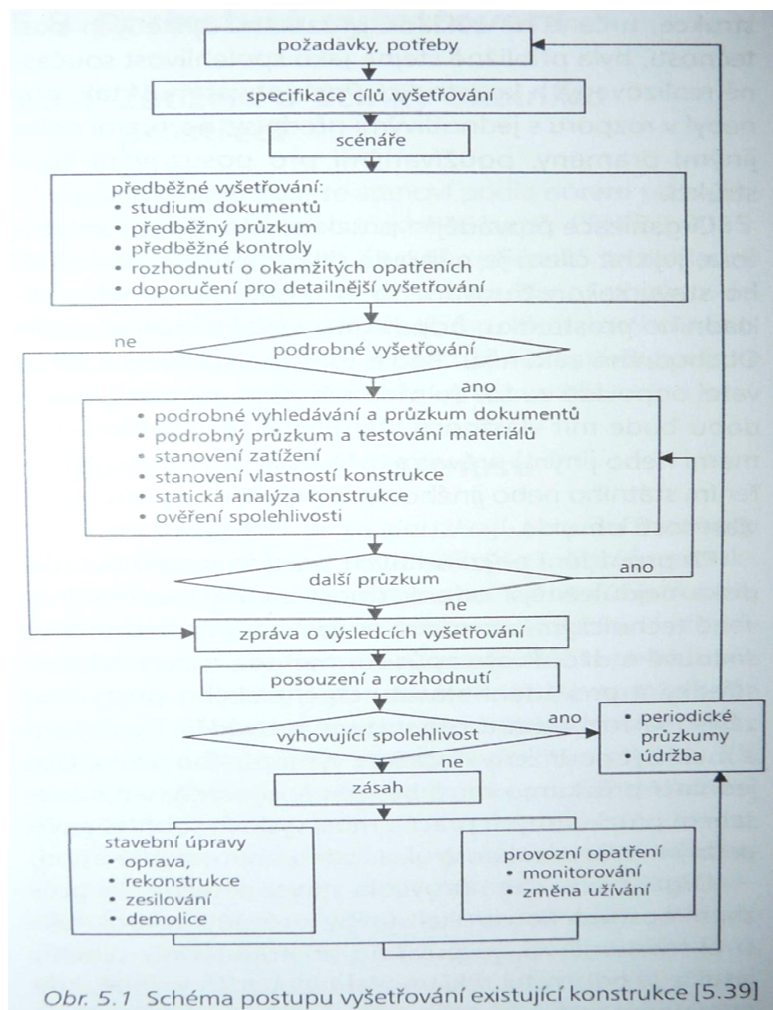 požadavky, potřeby
specifikace cílů vyšetřování
scénáře
předběžné vyšetřování:
• studium dokumentů
• předběžný průzkum
• předběžné kontroly
• rozhodnutí o okamžitých opatřeních
• doporučení pro detailnější vyšetřování
ne
podrobné vyšetřování
ano
• podrobné vyhledávání a průzkum dokumentů
• podrobný průzkum a testování materiálů
• stanovení zatížení
• stanovení vlastností konstrukce
• statická analýza konstrukce
• ověření spolehlivosti
další průzkum
ano
ne
zpráva o výsledcích vyšetřování
posouzení a rozhodnutí
vyhovující spolehlivost
ano
• periodické
průzkumy
• údržba
ne
zásah
stavební úpravy
• oprava,
• rekonstrukce
• zesilování
• demolice
provozní opatření
• monitorování
• změna užívání
Obr. 5.1 Schéma postupu vyšetřování existující konstrukce [5.39]